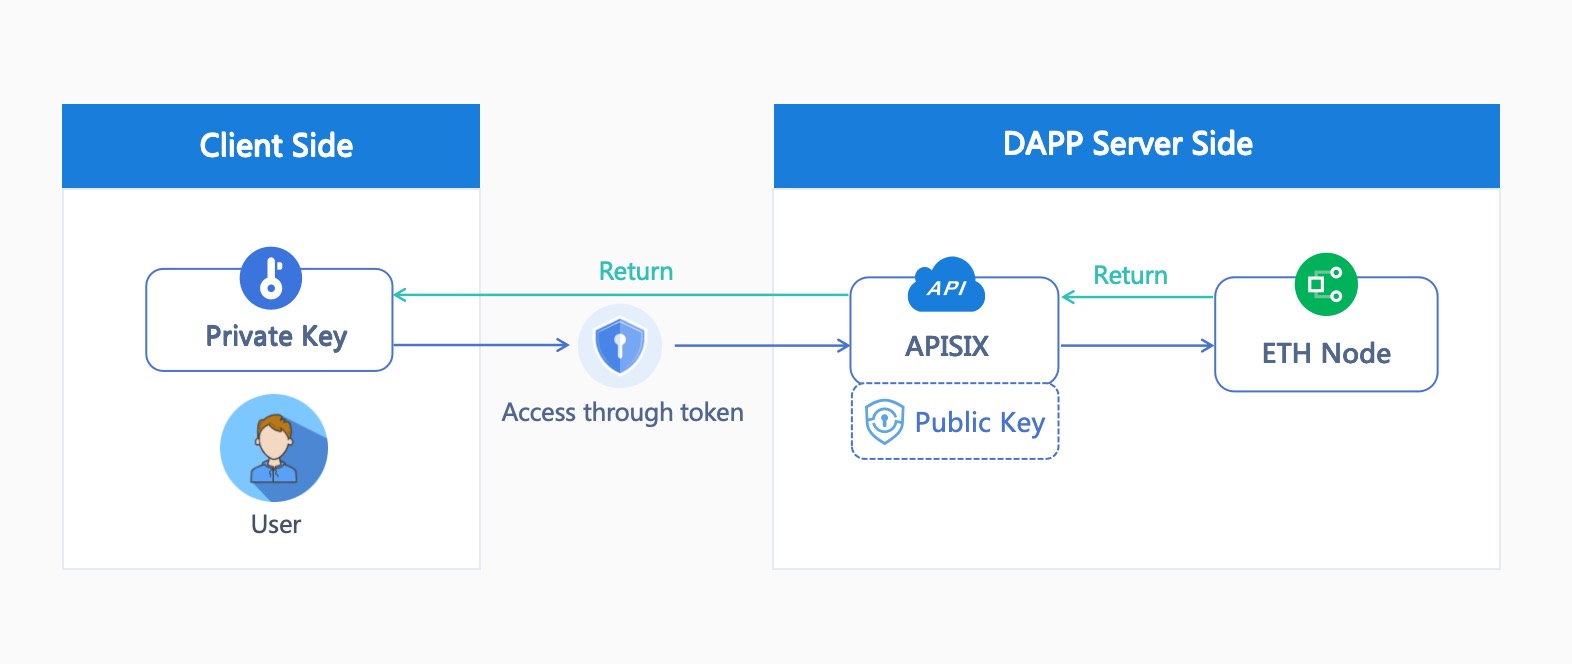 Client Side
DAPP Server Side
Return
Return
API
Private Key
APISIX
ETH Node
Access through token
Public Key
User